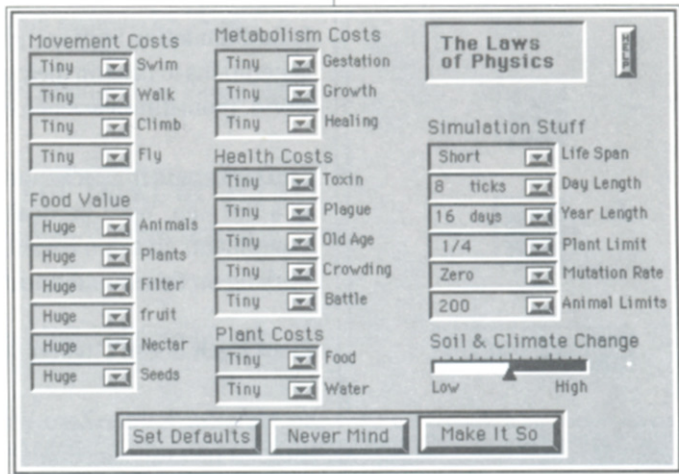 Movement Costs
Tiny Swim
Tiny Walk
Tiny Climb
Tiny Fly
Food Value
Huge Animals
Huge Plants
Huge Filter
Huge fruit
Huge Nectar
Huge Seeds
Metabolism Costs
Tiny Gestation
Tiny Growth
Tiny Healing
Health Costs
Tiny Toxin
Tiny Plague
Tiny Old Age
Tiny Crowding
Tiny Battle
Plant Costs
Tiny Food
Tiny Water
The Laws
of Physics
Simulation Stuff
Short Life Span
8 ticks Day Length
16 days Year Length
1/4 Plant Limit
Zero Mutation Rate
200 Animal Limits
Soil & Climate Change
Low High
Set Defaults Never Mind Make It So